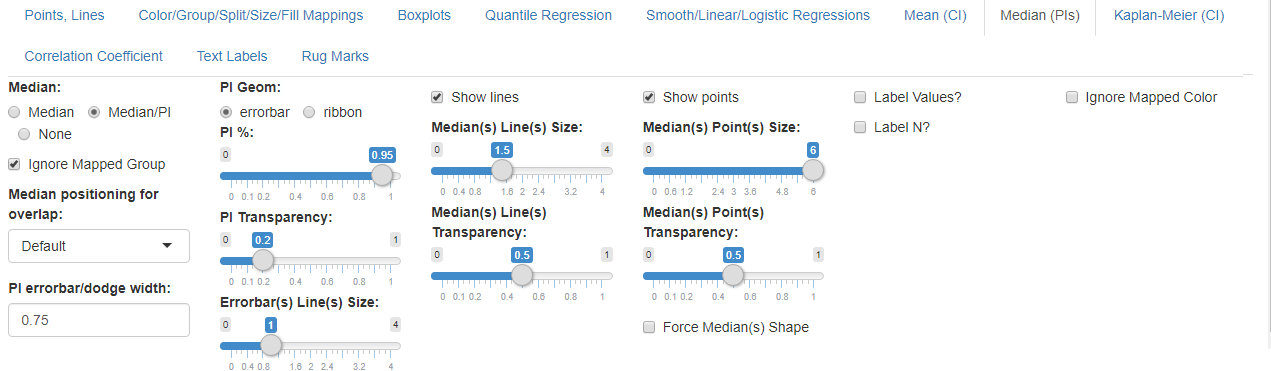 Points, Lines
Color/Group/Split/Size/Fill Mappings
Boxplots
Quantile Regression
Smooth/Linear/Logistic Regressions
Mean (CI)
Median (PIs)
Kaplan-Meier (CI)
Correlation Coefficient
Text Labels
Rug Marks
Median:
Median
Median/PI
None
Ignore Mapped Group
Median positioning for
overlap:
Default
PI errorbar/dodge width:
0.75
PI Geom:
errorbar
ribbon
PI %:
0 0.95
0 0.1 0.2 0.4 0.6 0.8 1
PI Transparency:
0 0.2 1
0 0.1 0.2 0.4 0.6 0.8 1
Errorbar(s) Line(s) Size:
0 1 4
0 0.4 0.8 1.6 2 2.4 3.2 4
Show lines
Median(s) Line(s) Size:
0 1.5 4
0 0.4 0.8 1.6 2 2.4 3.2 4
Median(s) Line(s)
Transparency:
0 0.5 1
0 0.1 0.2 0.4 0.6 0.8 1
Show points
Median(s) Point(s) Size:
0 6
0 0.6 1.2 2.4 3 3.6 4.8 6
Median(s) Point(s)
Transparency:
0 0.5 1
0 0.1 0.2 0.4 0.6 0.8 1
Force Median(s) Shape
Label Values?
Label N?
Ignore Mapped Color